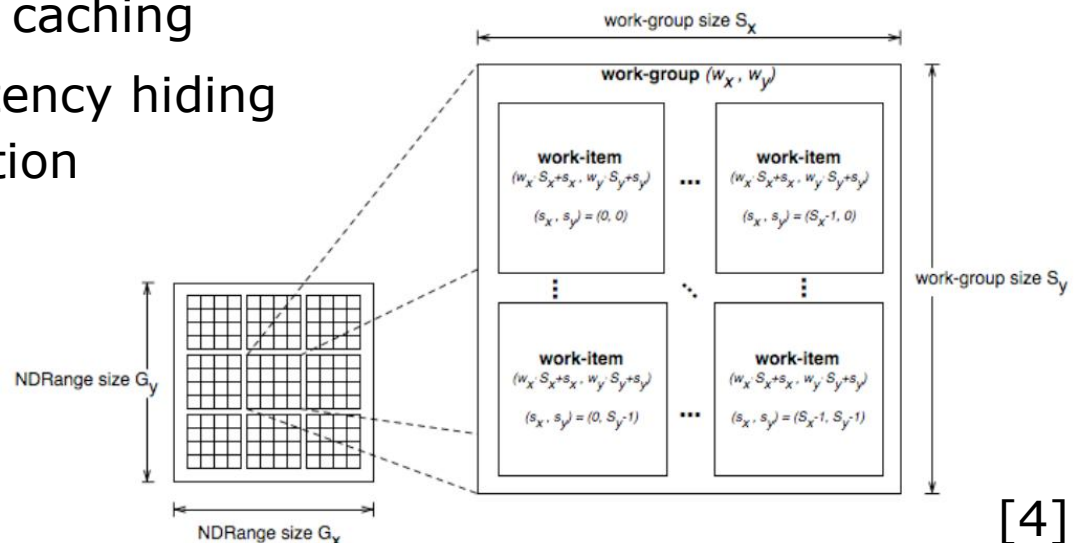 caching
tency hiding
tion
work-group size Sx
work-group (wx , wy)
work-item
(wx· Sx+sx , wy· Sy+sy)
(sx , sy) = (0, 0)
...
work-item
(wx· Sx+sx , wy· Sy+sy)
(sx , sy) = (Sx-1, 0)
work-group size Sy
work-item
(wx· Sx+sx , wy· Sy+sy)
(sx , sy) = (0, Sy-1)
...
work-item
(wx· Sx+sx , wy· Sy+sy)
(sx , sy) = (Sx-1, Sy-1)
NDRange size Gy
NDRange size Gx
[4]